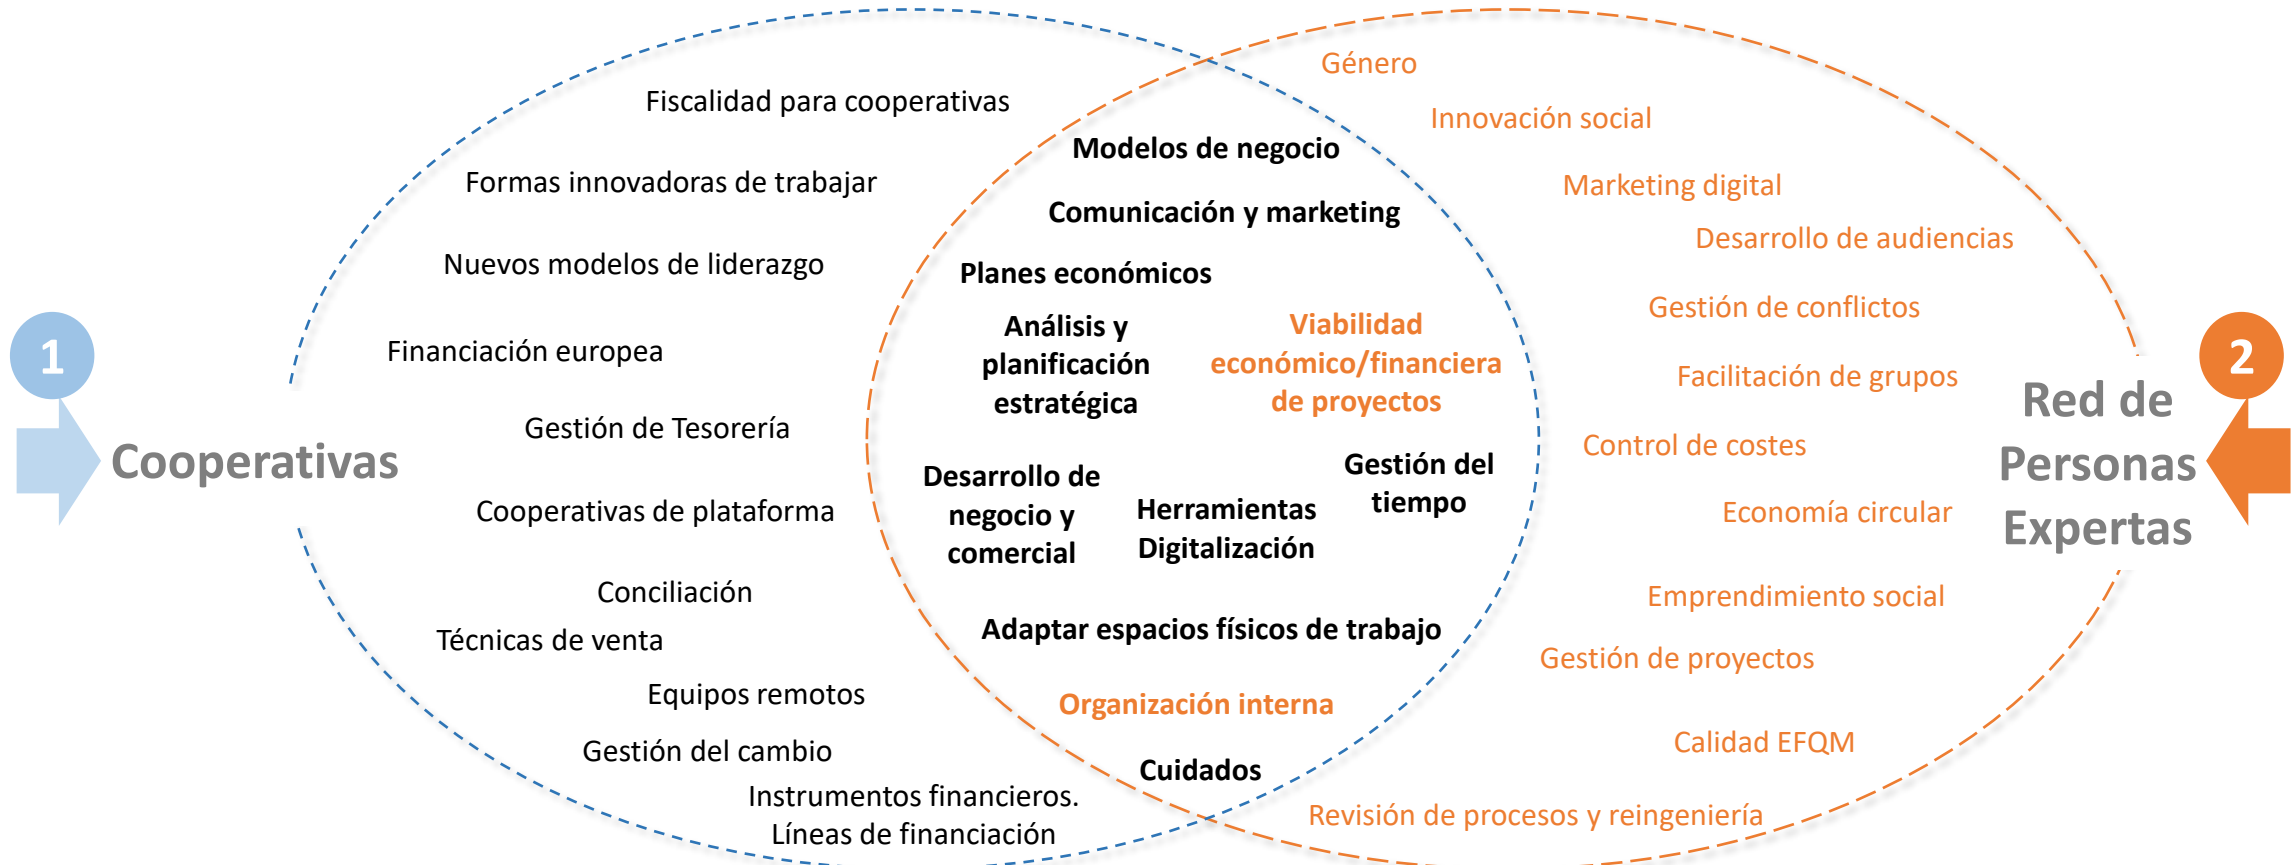 1
Cooperativas
Fiscalidad para cooperativas
Formas innovadoras de trabajar
Nuevos modelos de liderazgo
Financiación europea
Gestión de Tesorería
Cooperativas de plataforma
Conciliación
Técnicas de venta
Equipos remotos
Gestión del cambio
Instrumentos financieros.
Líneas de financiación
Modelos de negocio
Comunicación y marketing
Planes económicos
Análisis y
planificación
estratégica
Viabilidad
económico/financiera
de proyectos
Desarrollo de
negocio y
comercial
Herramientas
Digitalización
Gestión del
tiempo
Adaptar espacios físicos de trabajo
Organización interna
Cuidados
Género
Innovación social
Marketing digital
Desarrollo de audiencias
Gestión de conflictos
Facilitación de grupos
Control de costes
Economía circular
Emprendimiento social
Gestión de proyectos
Calidad EFQM
Revisión de procesos y reingeniería
2
Red de
Personas
Expertas